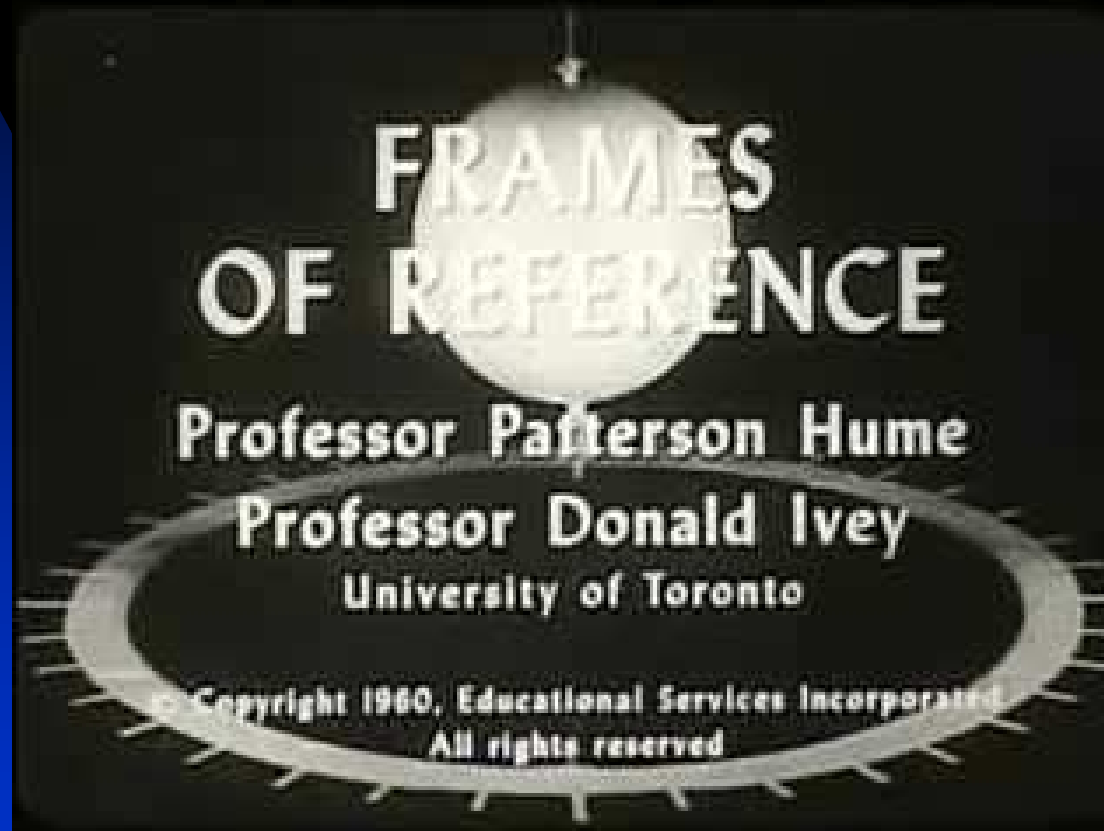 FRAMES
OF REFERENCE
Professor Patterson Hume
Professor Donald Ivey
University of Toronto
© Copyright 1960, Educational Services Incorporated
All rights reserved